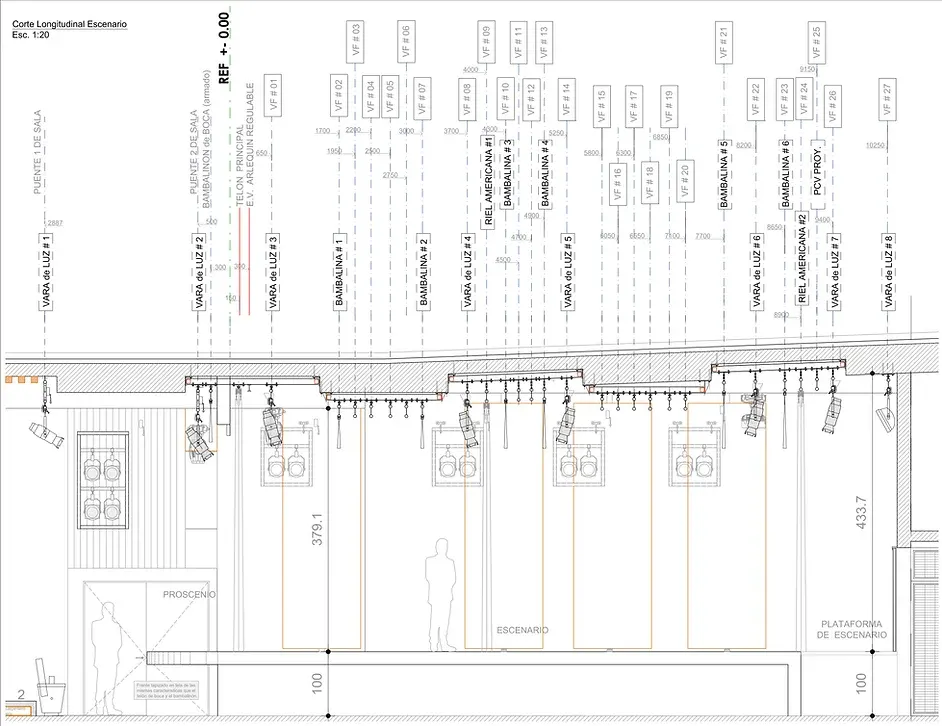 Corte Longitudinal Escenario
Esc. 1:20
REF +- 0.00
PUENTE 1 DE SALA
PUENTE 2 DE SALA
BAMBALINON de BOCA (armado)
TELON PRINCIPAL
E.V. ARLEQUIN REGULABLE
VF # 01
VF # 02
VF # 03
VF # 04
VF # 05
VF # 06
VF # 07
VF # 08
VF # 09
VF # 10
VF # 11
VF # 12
VF # 13
VF # 14
VF # 15
VF # 16
VF # 17
VF # 18
VF # 19
VF # 20
VF # 21
VF # 22
VF # 23
VF # 24
VF # 25
VF # 26
VF # 27
2887
500
300
300
150
650
1700
1950
2200
2500
2750
3000
3700
4000
4300
4500
4700
4900
5250
5800
6050
6300
6550
6850
7100
7700
8200
8650
8900
9150
9400
10250
VARA de LUZ # 1
VARA de LUZ # 2
VARA de LUZ # 3
BAMBALINA # 1
BAMBALINA # 2
VARA de LUZ # 4
RIEL AMERICANA #1
BAMBALINA # 3
BAMBALINA # 4
VARA de LUZ # 5
BAMBALINA # 5
VARA de LUZ # 6
BAMBALINA # 6
RIEL AMERICANA #2
PCV PROY.
VARA de LUZ # 7
VARA de LUZ # 8
379.1
433.7
PROSCENIO
ESCENARIO
PLATAFORMA
DE ESCENARIO
100
100
2